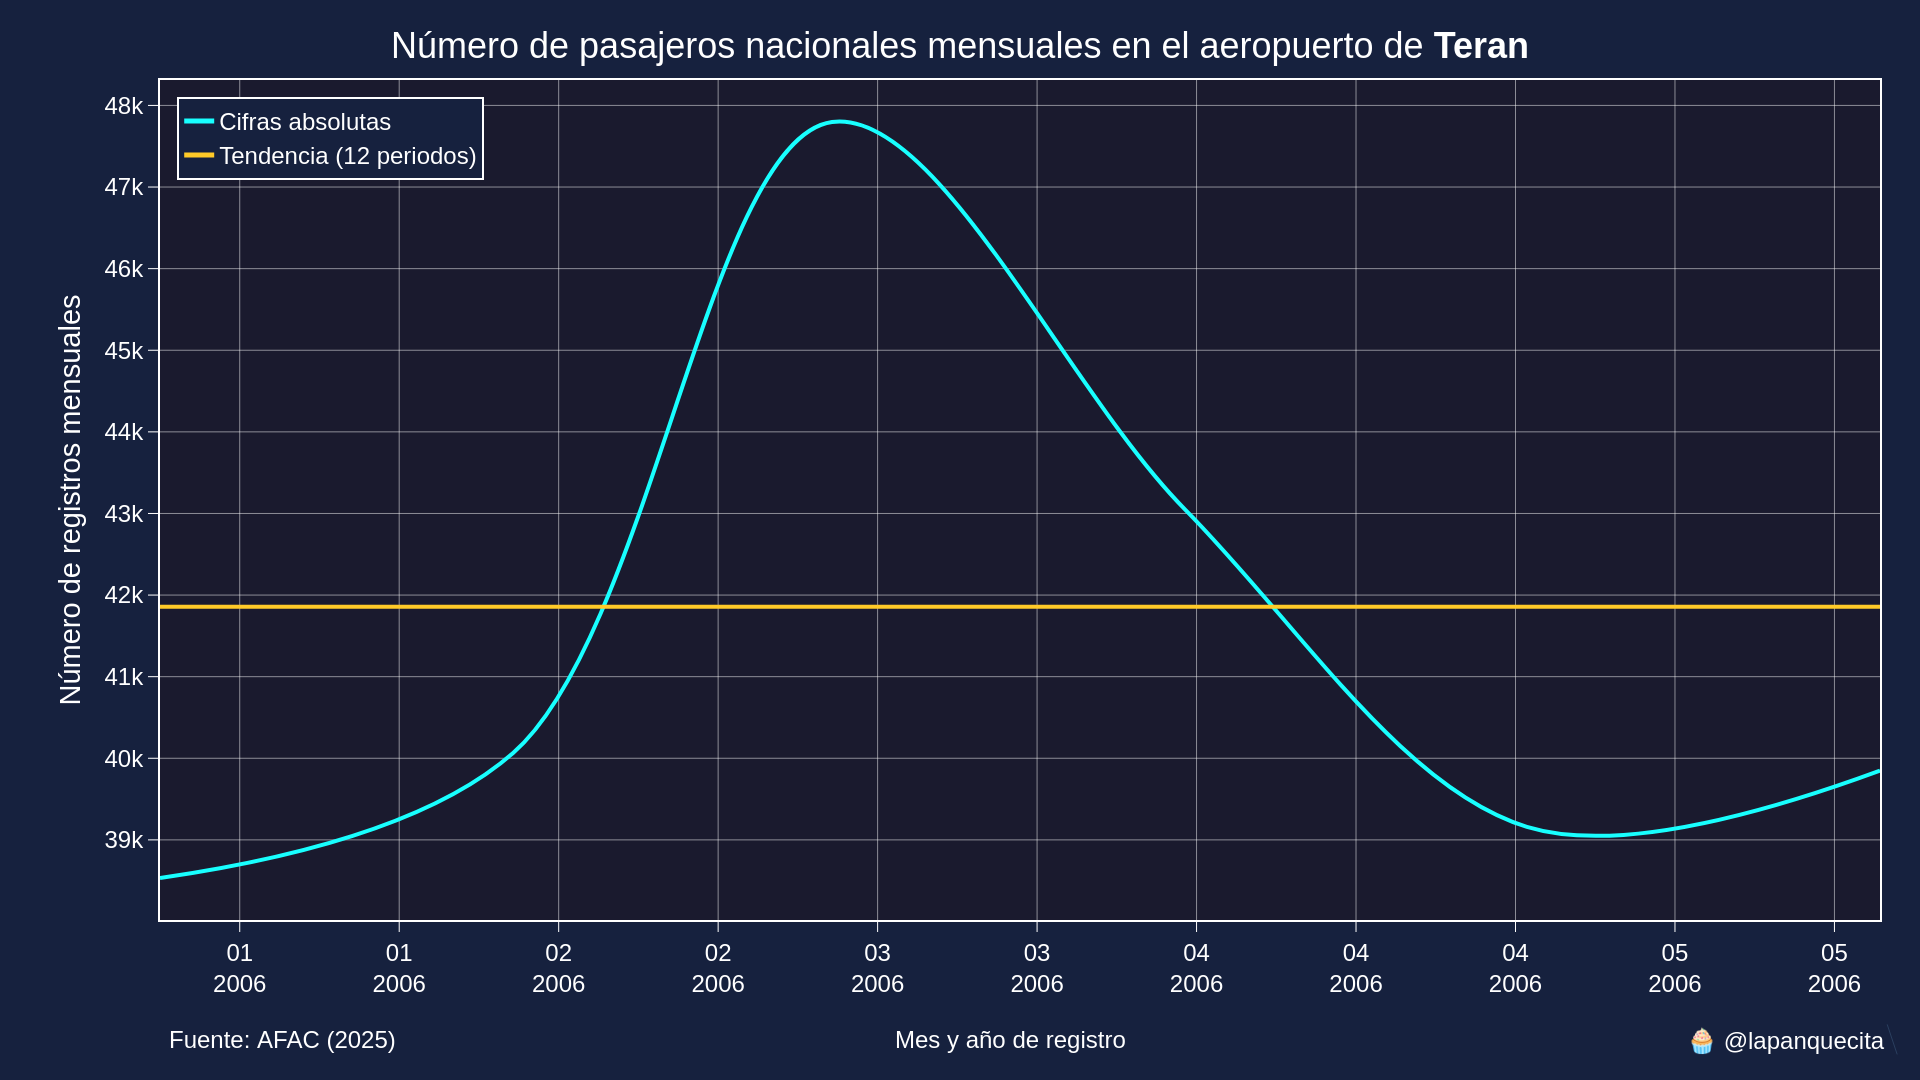 Número de pasajeros nacionales mensuales en el aeropuerto de Teran
Cifras absolutas
Tendencia (12 periodos)
Número de registros mensuales
48k
47k
46k
45k
44k
43k
42k
41k
40k
39k
01 01 02 02 03 03 04 04 04 05 05
2006 2006 2006 2006 2006 2006 2006 2006 2006 2006 2006
Fuente: AFAC (2025)
Mes y año de registro
🧁 @lapanquecita